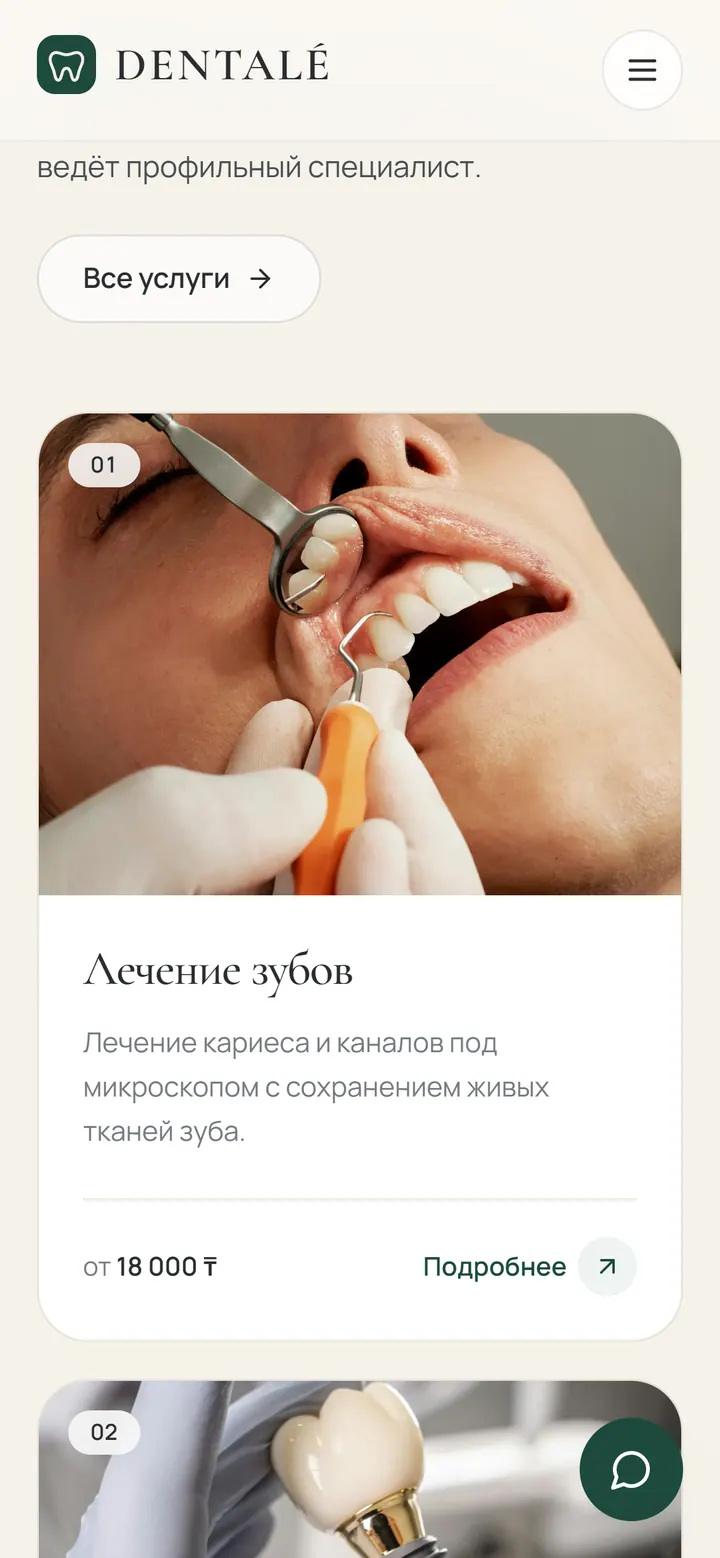 DENTALÉ
ведёт профильный специалист.
Все услуги
01
Лечение зубов
Лечение кариеса и каналов под
микроскопом с сохранением живых
тканей зуба.
от 18 000 ₸
Подробнее
02